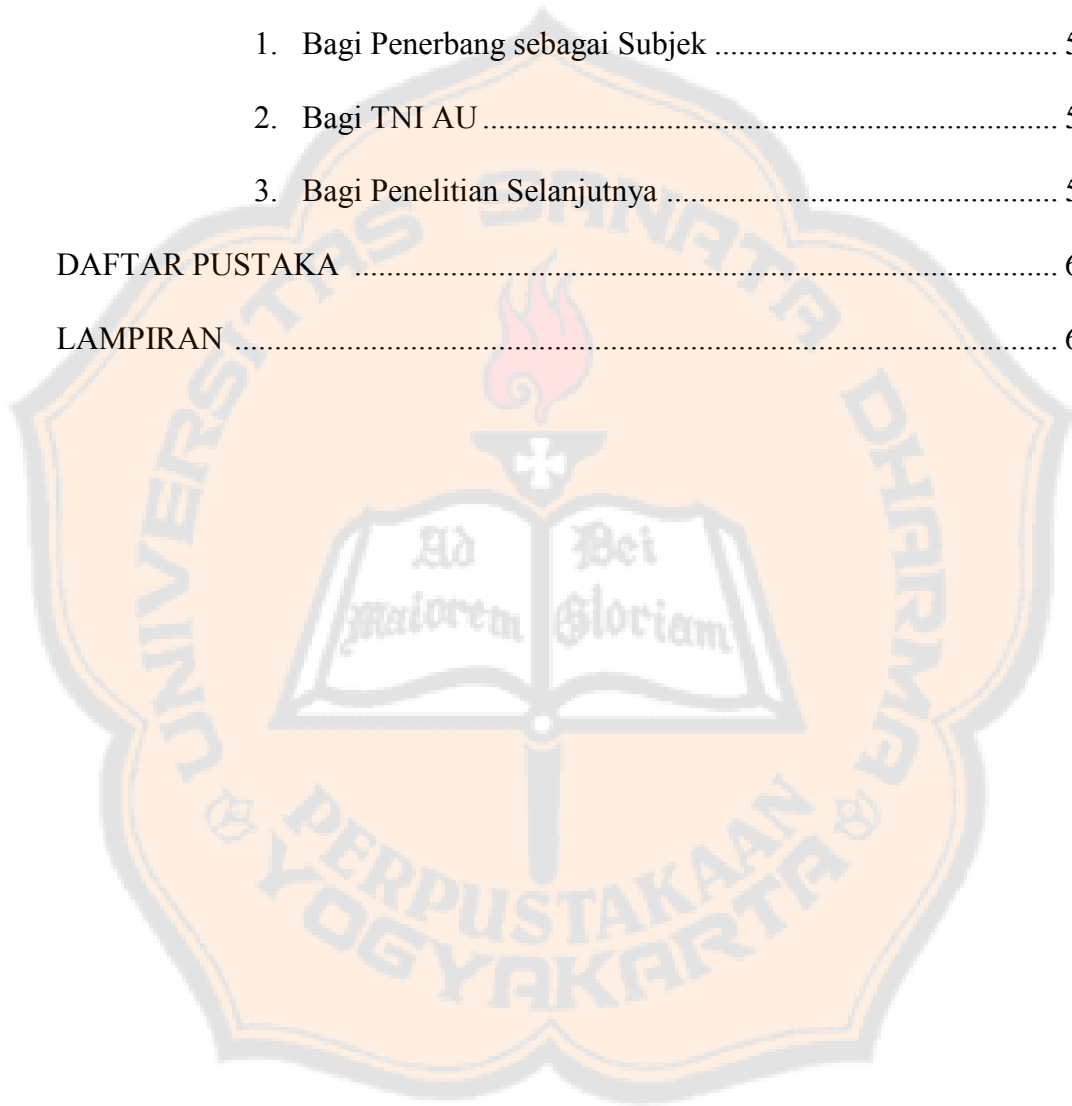 1. Bagi Penerbang sebagai Subjek ............................................ 5
2. Bagi TNI AU ......................................................................... 5
3. Bagi Penelitian Selanjutnya .................................................. 5
DAFTAR PUSTAKA ........................................................................................ 6
LAMPIRAN ....................................................................................................... 6
UNIVERSITAS SANATA DHARMA
Ad Dei
Maiorem Gloriam
PERPUSTAKAAN
YOGYAKARTA